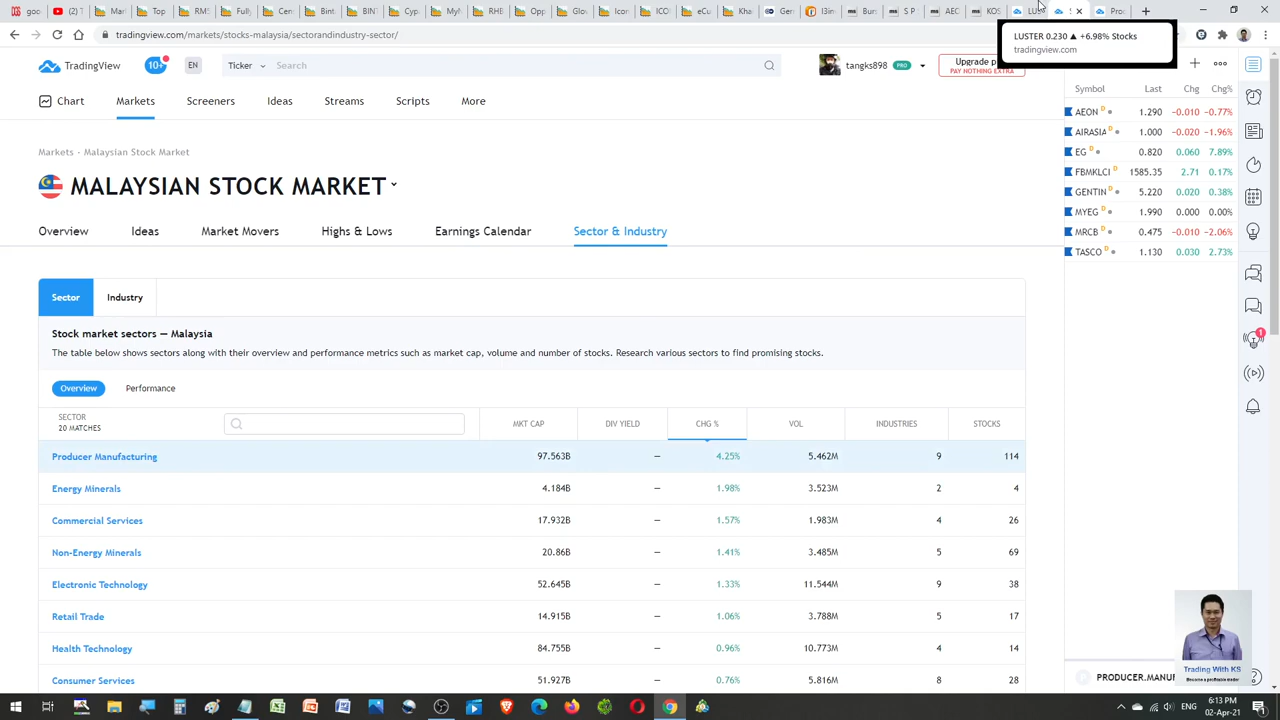 LUSTER 0.230 ▲ +6.98% Stocks
tradingview.com
tradingview.com/markets/stocks-malaysia/sectorandindustry-sector/
TradingView
10+
EN
Ticker
Search
tangks898 PRO
Upgrade p
PAY NOTHING EXTRA
Chart
Markets
Screeners
Ideas
Streams
Scripts
More
Markets - Malaysia Stock Market
MALAYSIAN STOCK MARKET
Overview
Ideas
Market Movers
Highs & Lows
Earnings Calendar
Sector & Industry
Sector
Industry
Stock market sectors — Malaysia
The table below shows sectors along with their overview and performance metrics such as market cap, volume and number of stocks. Research various sectors to find promising stocks.
Overview
Performance
SECTOR
20 MATCHES
MKT CAP DIV YIELD CHG % VOL INDUSTRIES STOCKS
Producer Manufacturing 97.563B — 4.25% 5.462M 9 114
Energy Minerals 4.184B — 1.98% 3.523M 2 4
Commercial Services 17.932B — 1.57% 1.983M 4 26
Non-Energy Minerals 20.86B — 1.41% 3.485M 5 69
Electronic Technology 52.645B — 1.33% 11.544M 9 38
Retail Trade 14.915B — 1.06% 3.788M 5 17
Health Technology 84.755B — 0.96% 10.773M 4 14
Consumer Services 51.927B — 0.76% 5.816M 8 28
Symbol Last Chg Chg%
AEON D 1.290 −0.010 −0.77%
AIRASIA D 1.000 −0.020 −1.96%
EG D 0.820 0.060 7.89%
FBMKLCI D 1585.35 2.71 0.17%
GENTIN D 5.220 0.020 0.38%
MYEG D 1.990 0.000 0.00%
MRCB D 0.475 −0.010 −2.06%
TASCO D 1.130 0.030 2.73%
1
PRODUCER.MANUF
Trading With KS
Become a profitable trader
6:13 PM
ENG
02-Apr-21